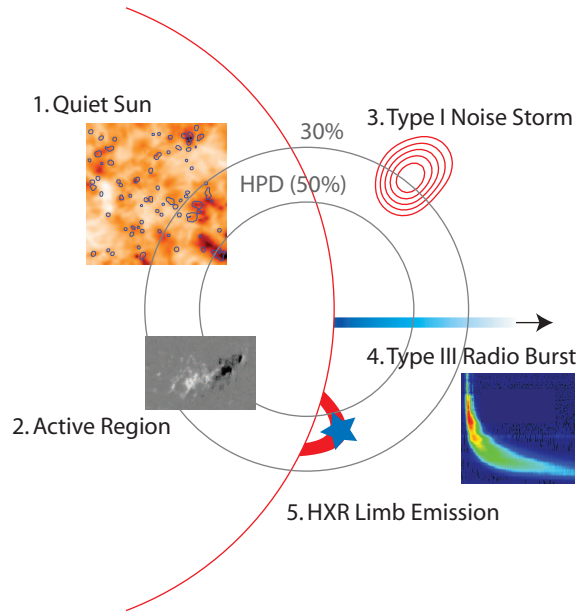 1. Quiet Sun
30%
3. Type I Noise Storm
HPD (50%)
4. Type III Radio Burst
2. Active Region
5. HXR Limb Emission